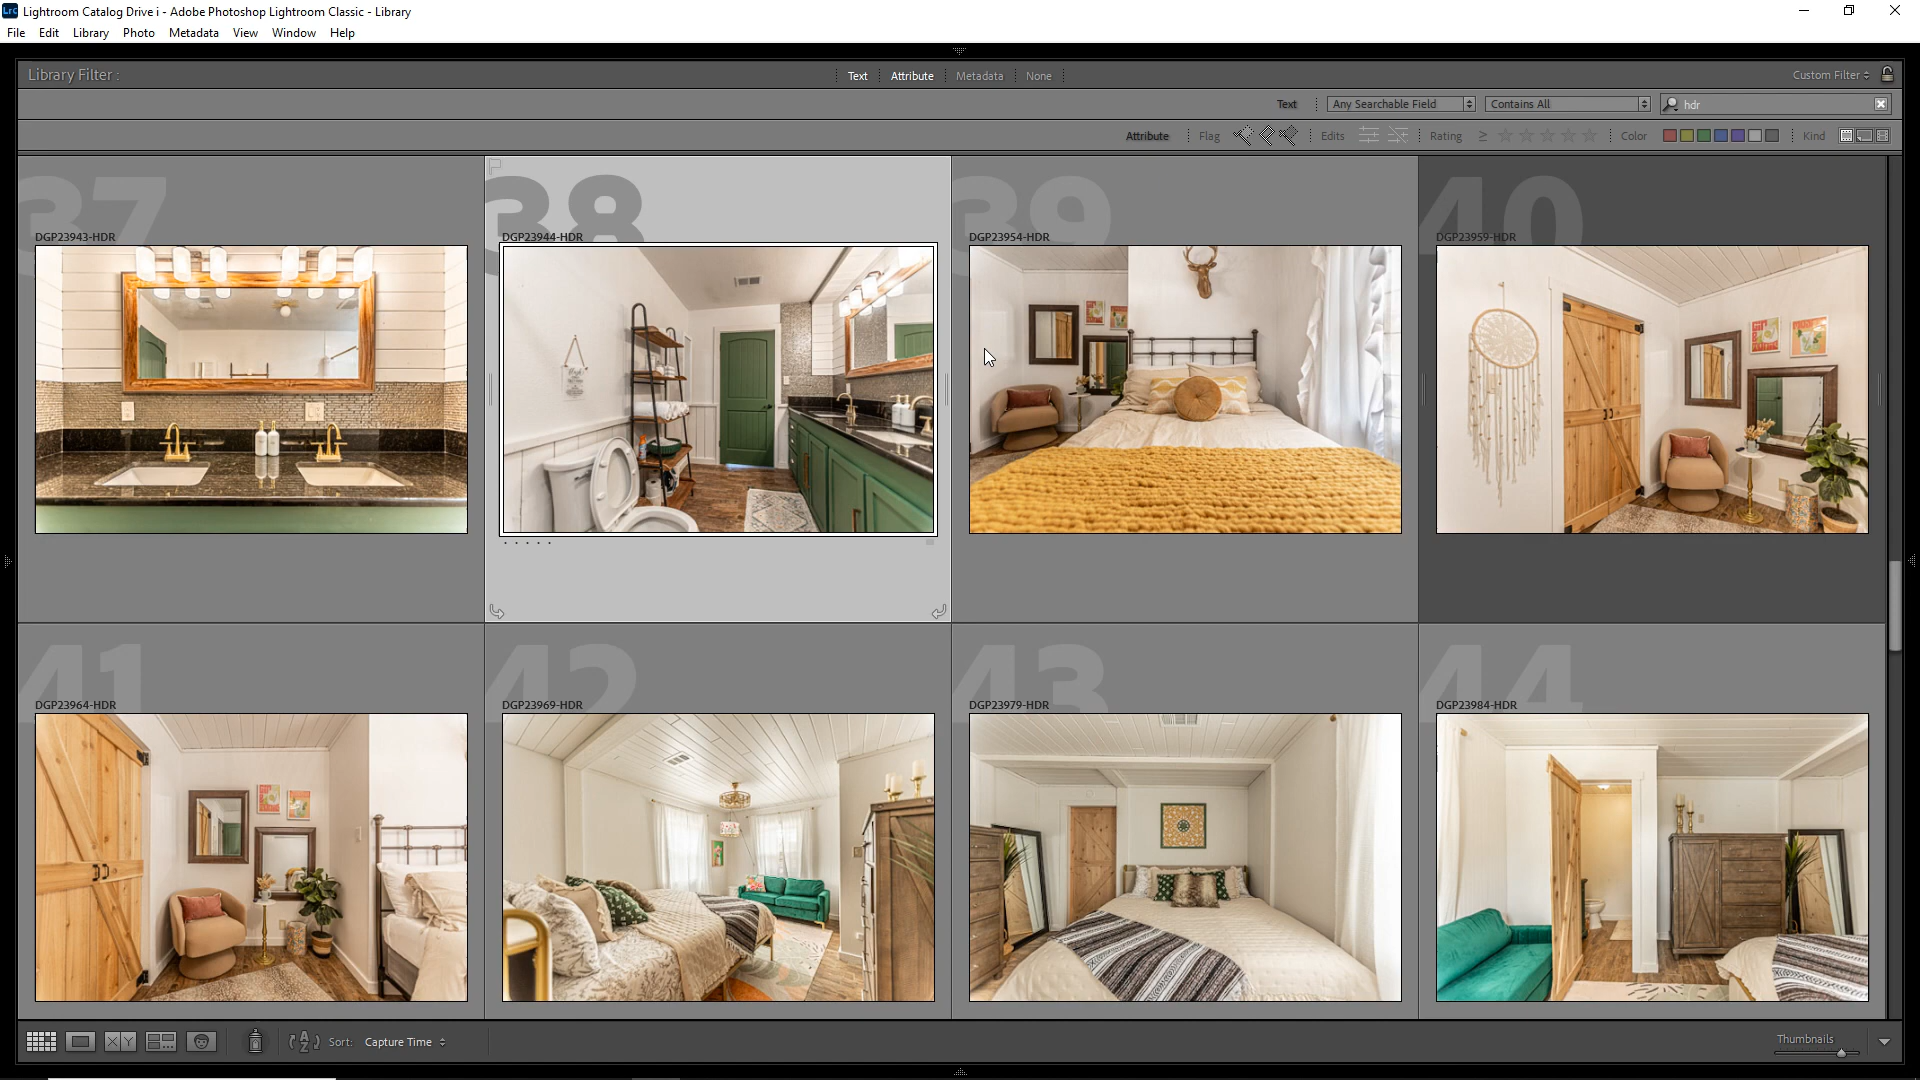 Lrc Lightroom Catalog Drive i - Adobe Photoshop Lightroom Classic - Library
File Edit Library Photo Metadata View Window Help
Library Filter : Text Attribute Metadata None Custom Filter
Text Any Searchable Field Contains All hdr
Attribute Flag Edits Rating ≥ Color Kind
37 38 39 40
DGP23943-HDR DGP23944-HDR DGP23954-HDR DGP23959-HDR
41 42 43 44
DGP23964-HDR DGP23969-HDR DGP23979-HDR DGP23984-HDR
XY AZ Sort: Capture Time Thumbnails